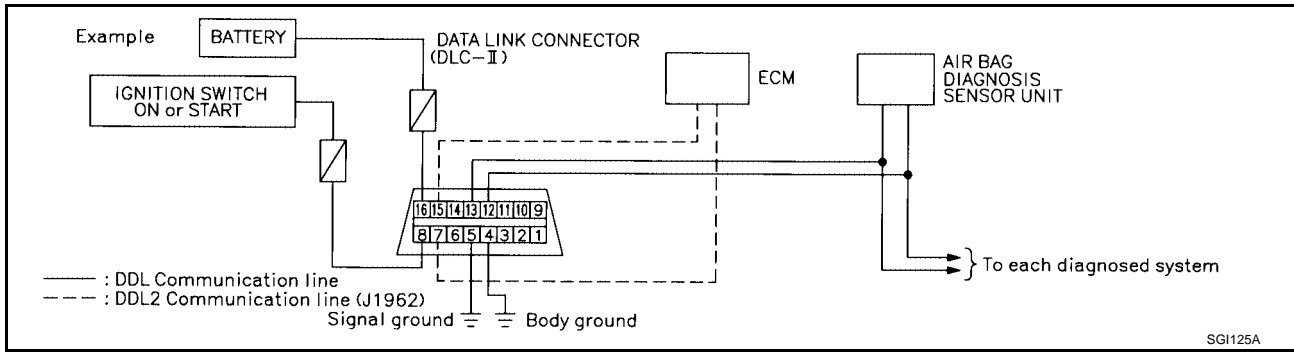 Example
BATTERY
DATA LINK CONNECTOR
(DLC-II)
IGNITION SWITCH
ON or START
ECM
AIR BAG
DIAGNOSIS
SENSOR UNIT
16 15 14 13 12 11 10 9
8 7 6 5 4 3 2 1
: DDL Communication line
: DDL2 Communication line (J1962)
Signal ground
Body ground
To each diagnosed system
SGI125A